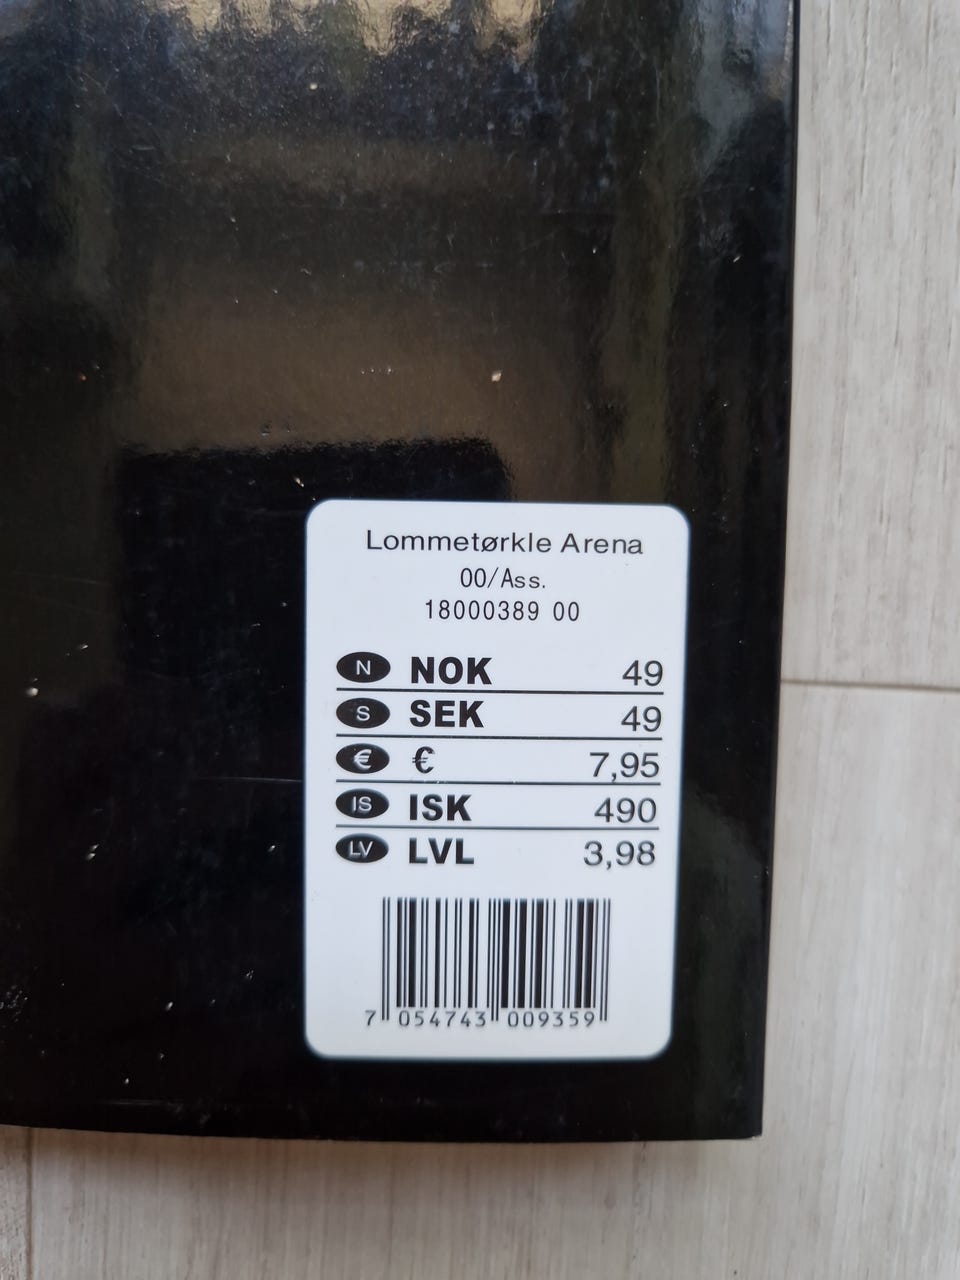 Lommetørkle Arena
00/Ass.
18000389 00
N NOK 49
S SEK 49
€ € 7,95
IS ISK 490
LV LVL 3,98
7 054743 009359